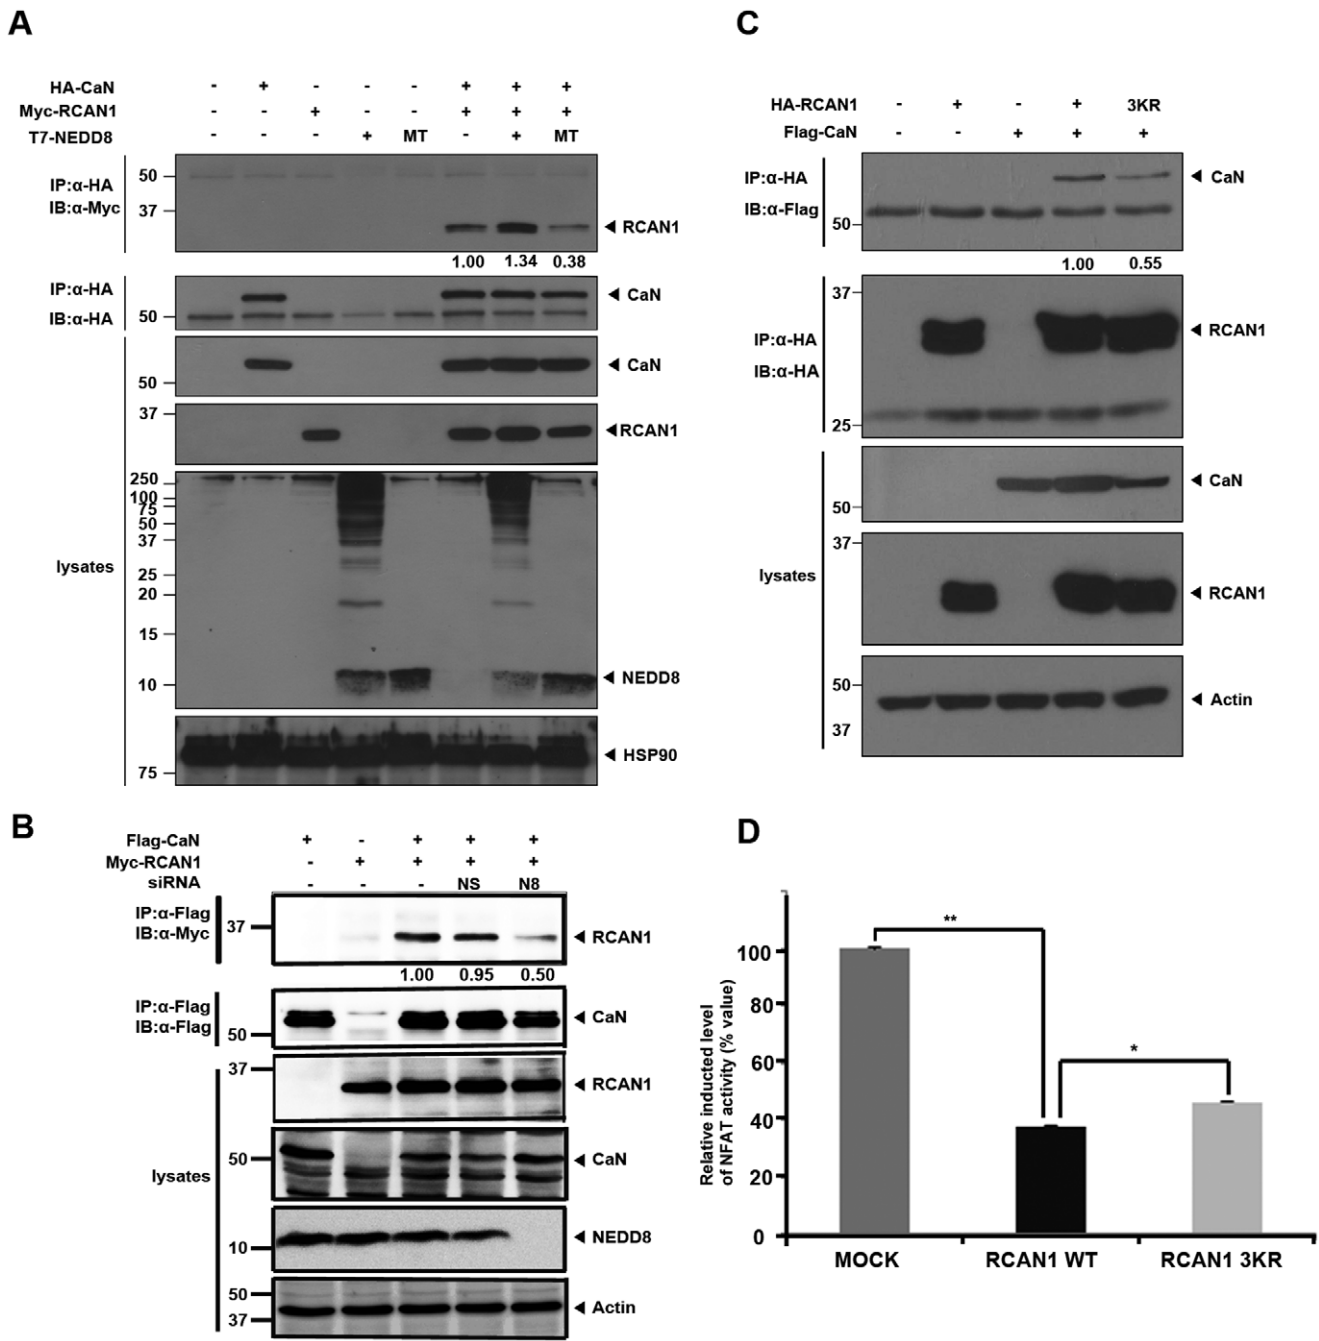 A
HA-CaN - + - - - + + +
Myc-RCAN1 - - + - - + + +
T7-NEDD8 - - - + MT - + MT
IP:α-HA
IB:α-Myc
50
37
RCAN1
1.00 1.34 0.38
IP:α-HA
IB:α-HA
50
CaN
50
CaN
37
RCAN1
lysates
250
100
75
50
37
25
20
15
10
NEDD8
75
HSP90
B
Flag-CaN + - + + +
Myc-RCAN1 - + + + +
siRNA - - - NS N8
IP:α-Flag
IB:α-Myc
37
RCAN1
1.00 0.95 0.50
IP:α-Flag
IB:α-Flag
50
CaN
37
RCAN1
lysates
50
CaN
10
NEDD8
50
37
Actin
C
HA-RCAN1 - + - + 3KR
Flag-CaN - - + + +
IP:α-HA
IB:α-Flag
50
CaN
1.00 0.55
IP:α-HA
IB:α-HA
37
25
RCAN1
lysates
50
CaN
37
RCAN1
50
37
Actin
D
Relative inducted level
of NFAT activity (% value)
100
80
60
40
20
0
**
*
MOCK RCAN1 WT RCAN1 3KR